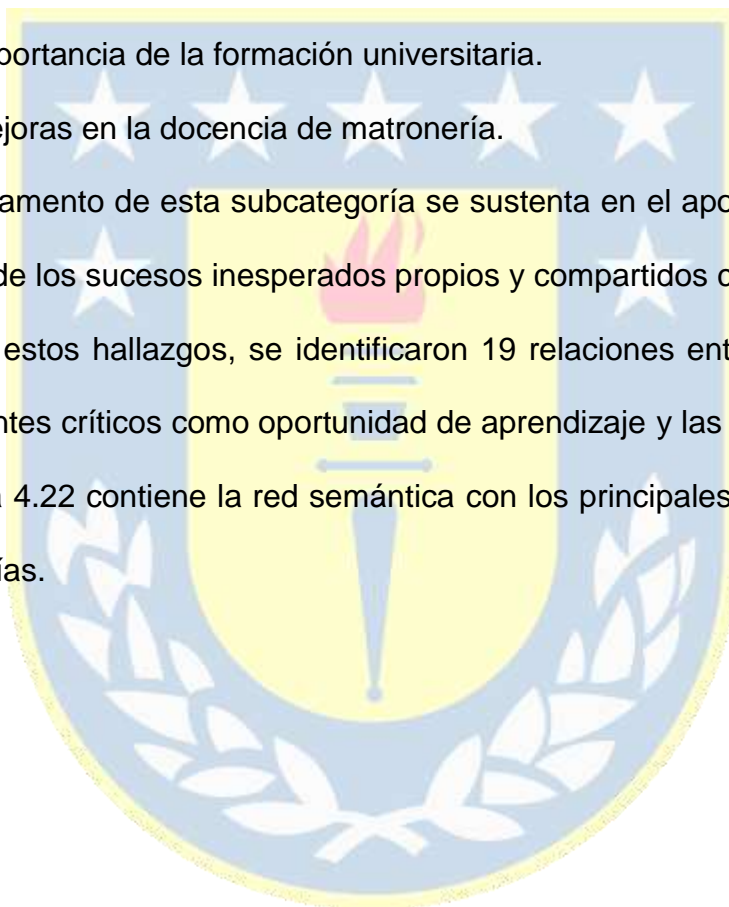 portancia de la formación universitaria.
ejoras en la docencia de matronería.
amento de esta subcategoría se sustenta en el apo
de los sucesos inesperados propios y compartidos
estos hallazgos, se identificaron 19 relaciones ent
ntes críticos como oportunidad de aprendizaje y las
4.22 contiene la red semántica con los principales
ías.